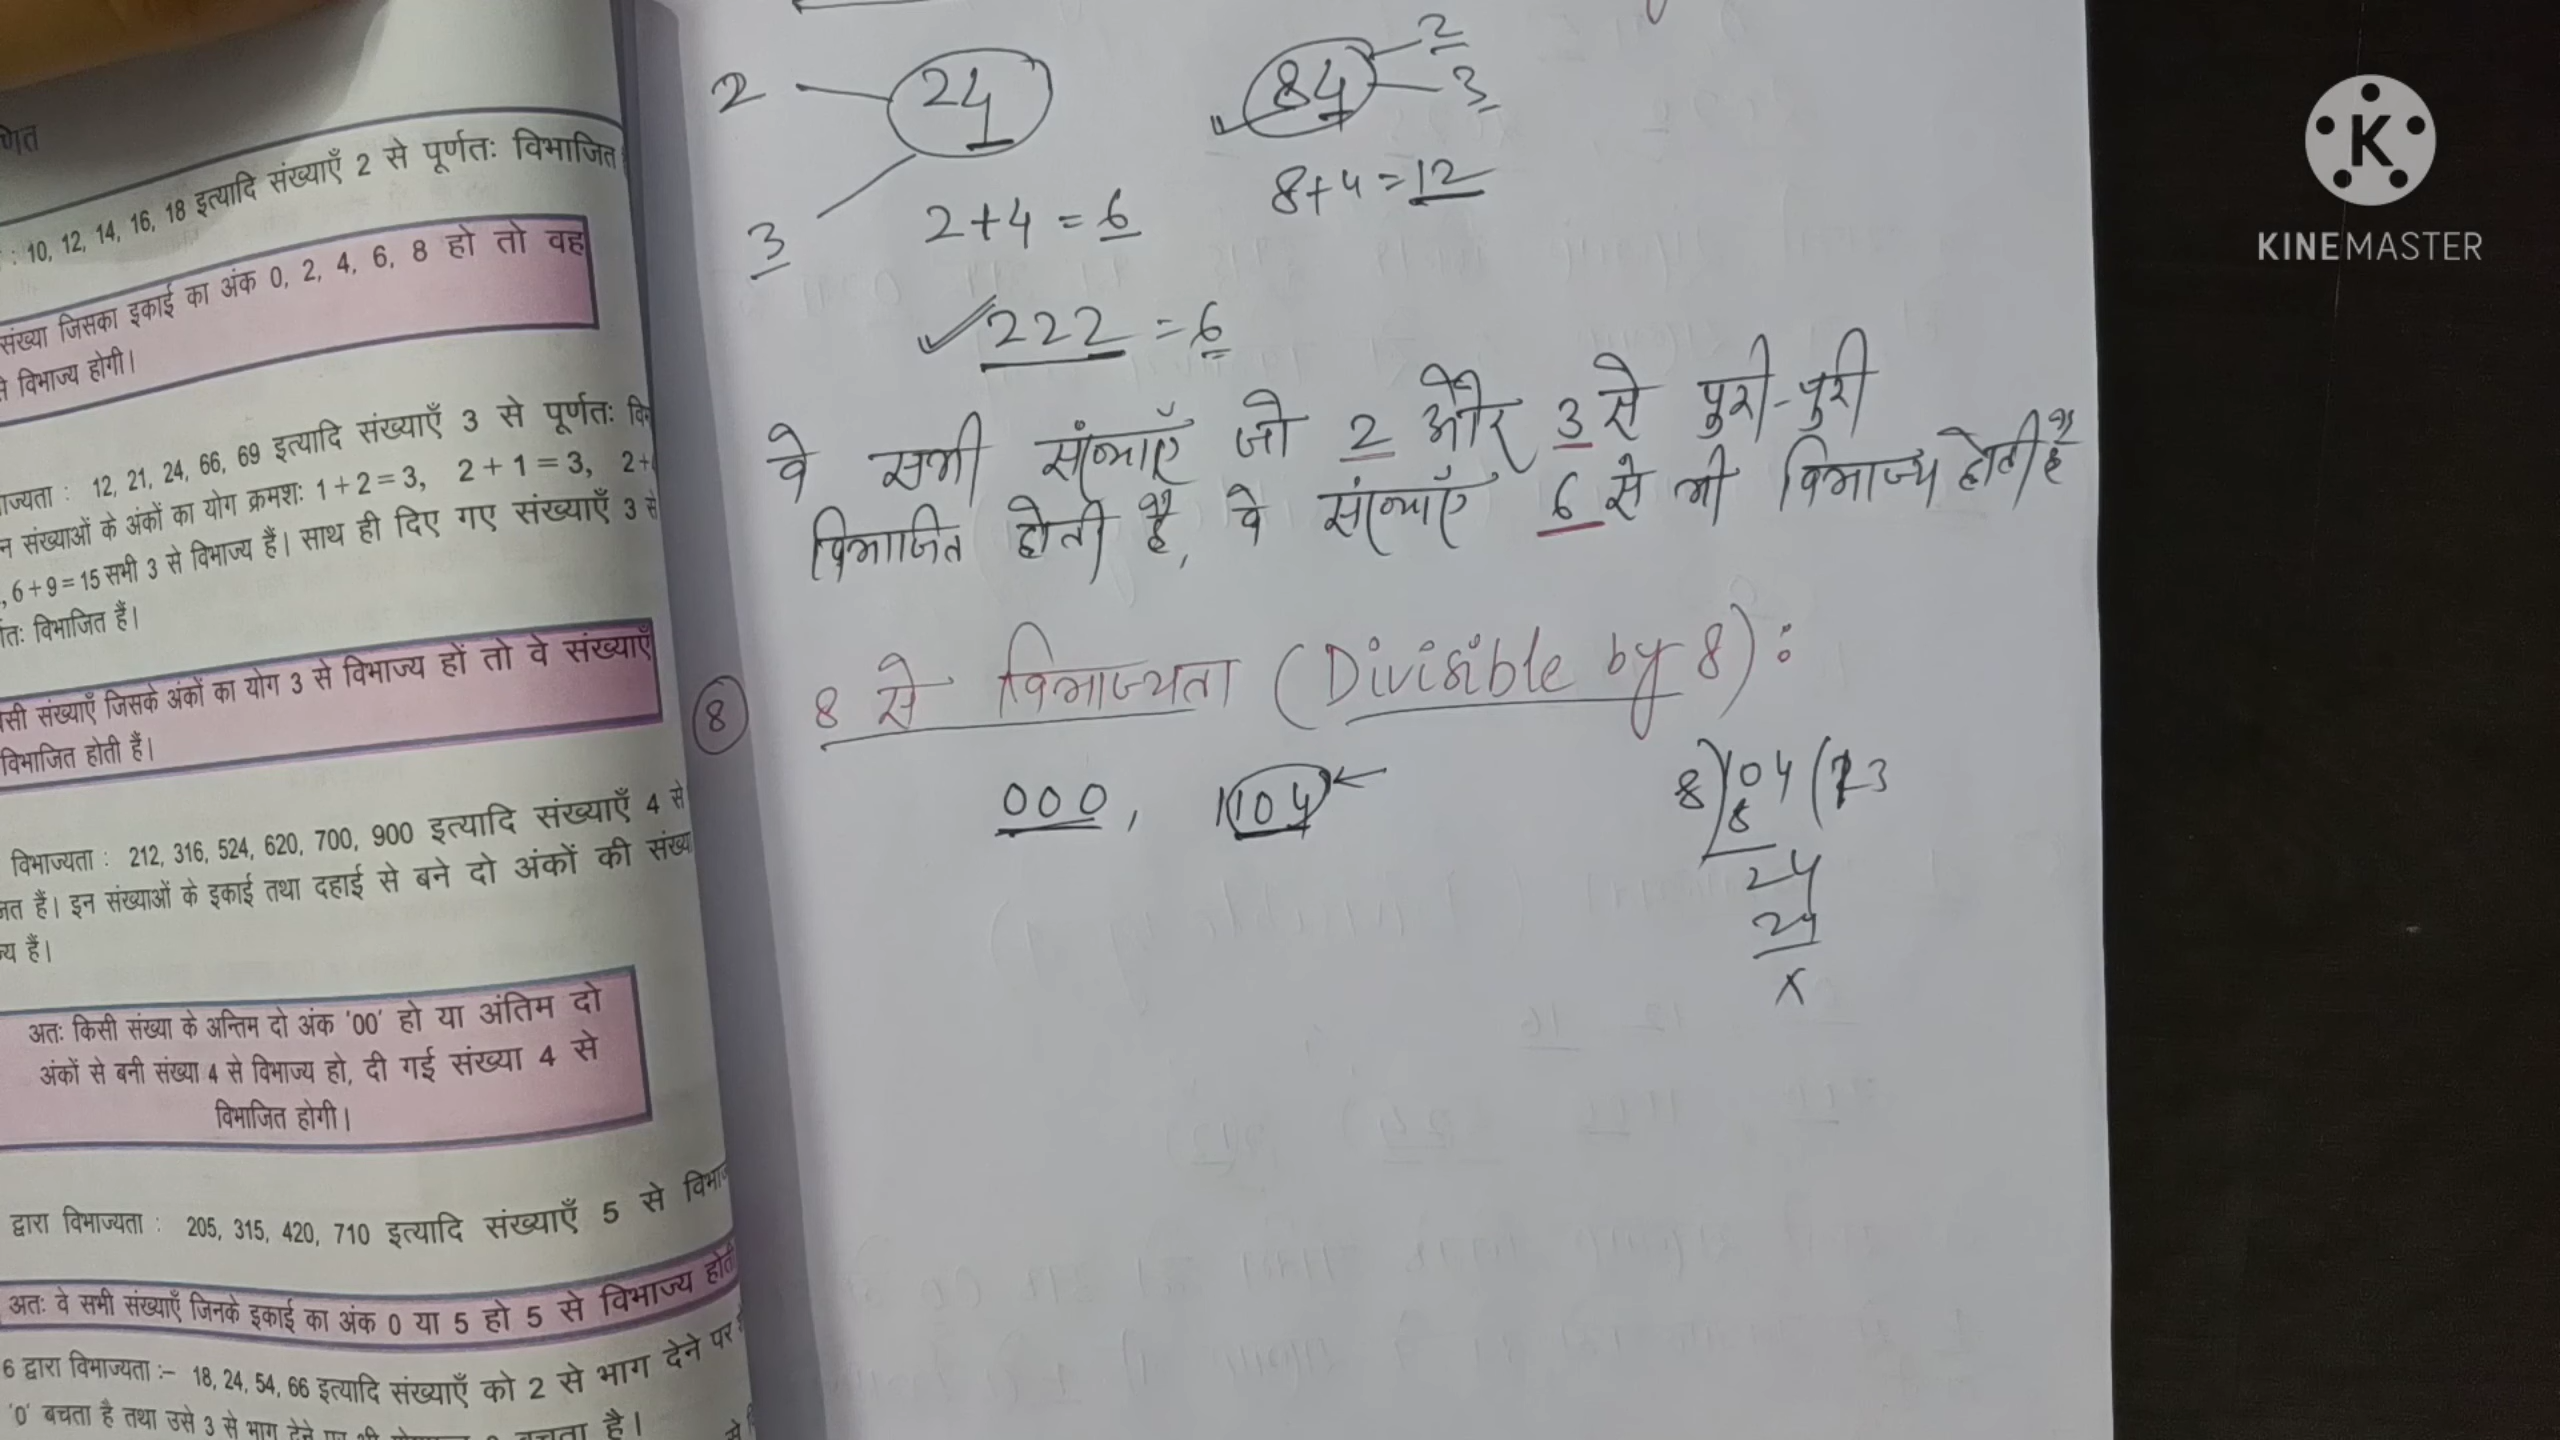 : 10, 12, 14, 16, 18 इत्यादि संख्याएँ 2 से पूर्णतः विभाजित
संख्या जिसका इकाई का अंक 0, 2, 4, 6, 8 हो तो वह
विभाज्य होगी।
12, 21, 24, 66, 69 इत्यादि संख्याएँ 3 से पूर्णतः
संख्याओं के अंकों का योग क्रमशः 1 + 2 = 3, 2 + 1 = 3, 2+
, 6 + 9 = 15 सभी 3 से विभाज्य हैं। साथ ही दिए गए संख्याएँ 3 से
विभाजित हैं।
संख्याएँ जिसके अंकों का योग 3 से विभाज्य हों तो वे संख्याएँ
विभाजित होती हैं।
विभाज्यता : 212, 316, 524, 620, 700, 900 इत्यादि संख्याएँ 4 से
हैं। इन संख्याओं के इकाई तथा दहाई से बने दो अंकों की
हैं।
अतः किसी संख्या के अन्तिम दो अंक '00' हो या अंतिम दो
अंकों से बनी संख्या 4 से विभाज्य हो, दी गई संख्या 4 से
विभाजित होगी।
द्वारा विभाज्यता : 205, 315, 420, 710 इत्यादि संख्याएँ 5 से
अतः वे सभी संख्याएँ जिनके इकाई का अंक 0 या 5 हो 5 से विभाज्य
6 द्वारा विभाज्यता :– 18, 24, 54, 66 इत्यादि संख्याएँ को 2 से भाग देने पर
'0' बचता है तथा उसे 3 से भाग देने पर भी बचता है।
2 24 84 2
3
3 2+4 = 6 8+4 = 12
222 = 6
वे सभी संख्याएँ जो 2 और 3 से पुरी-पुरी
विभाजित होती है, वे संख्याएँ 6 से भी विभाज्य होती है
8 8 से विभाज्यता (Divisible by 8) :
000, 1104 8)104(13
8
24
24
x
K
KINEMASTER